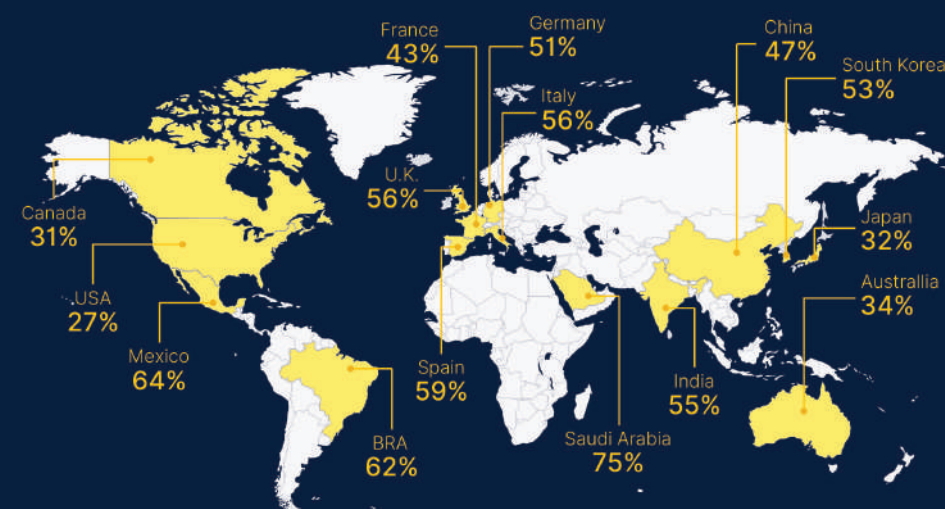 France
43%
Germany
51%
China
47%
South Korea
53%
Italy
56%
U.K.
56%
Canada
31%
Japan
32%
USA
27%
Australlia
34%
Mexico
64%
Spain
59%
India
55%
BRA
62%
Saudi Arabia
75%